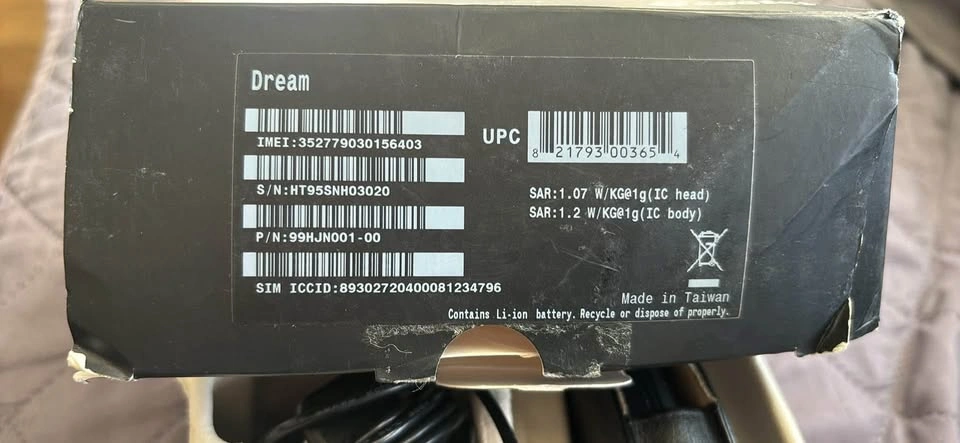 Dream
IMEI:352779030156403
S/N:HT95SNH03020
P/N:99HJN001-00
SIM ICCID:89302720400081234796
UPC
8 21793 00365 4
SAR:1.07 W/KG@1g(IC head)
SAR:1.2 W/KG@1g(IC body)
Made in Taiwan
Contains Li-ion battery. Recycle or dispose of properly.